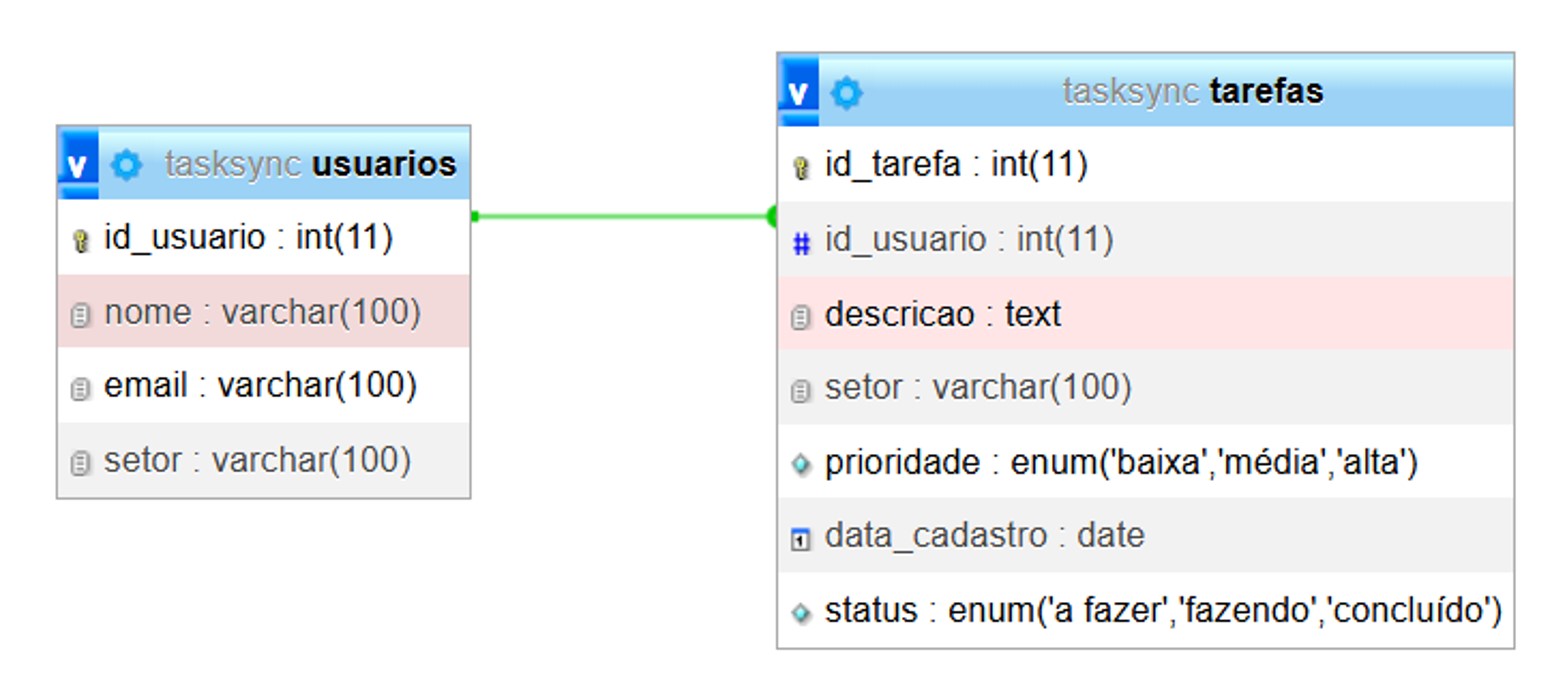 tasksync usuarios
id_usuario : int(11)
nome : varchar(100)
email : varchar(100)
setor : varchar(100)
tasksync tarefas
id_tarefa : int(11)
id_usuario : int(11)
descricao : text
setor : varchar(100)
prioridade : enum('baixa','média','alta')
data_cadastro : date
status : enum('a fazer','fazendo','concluído')